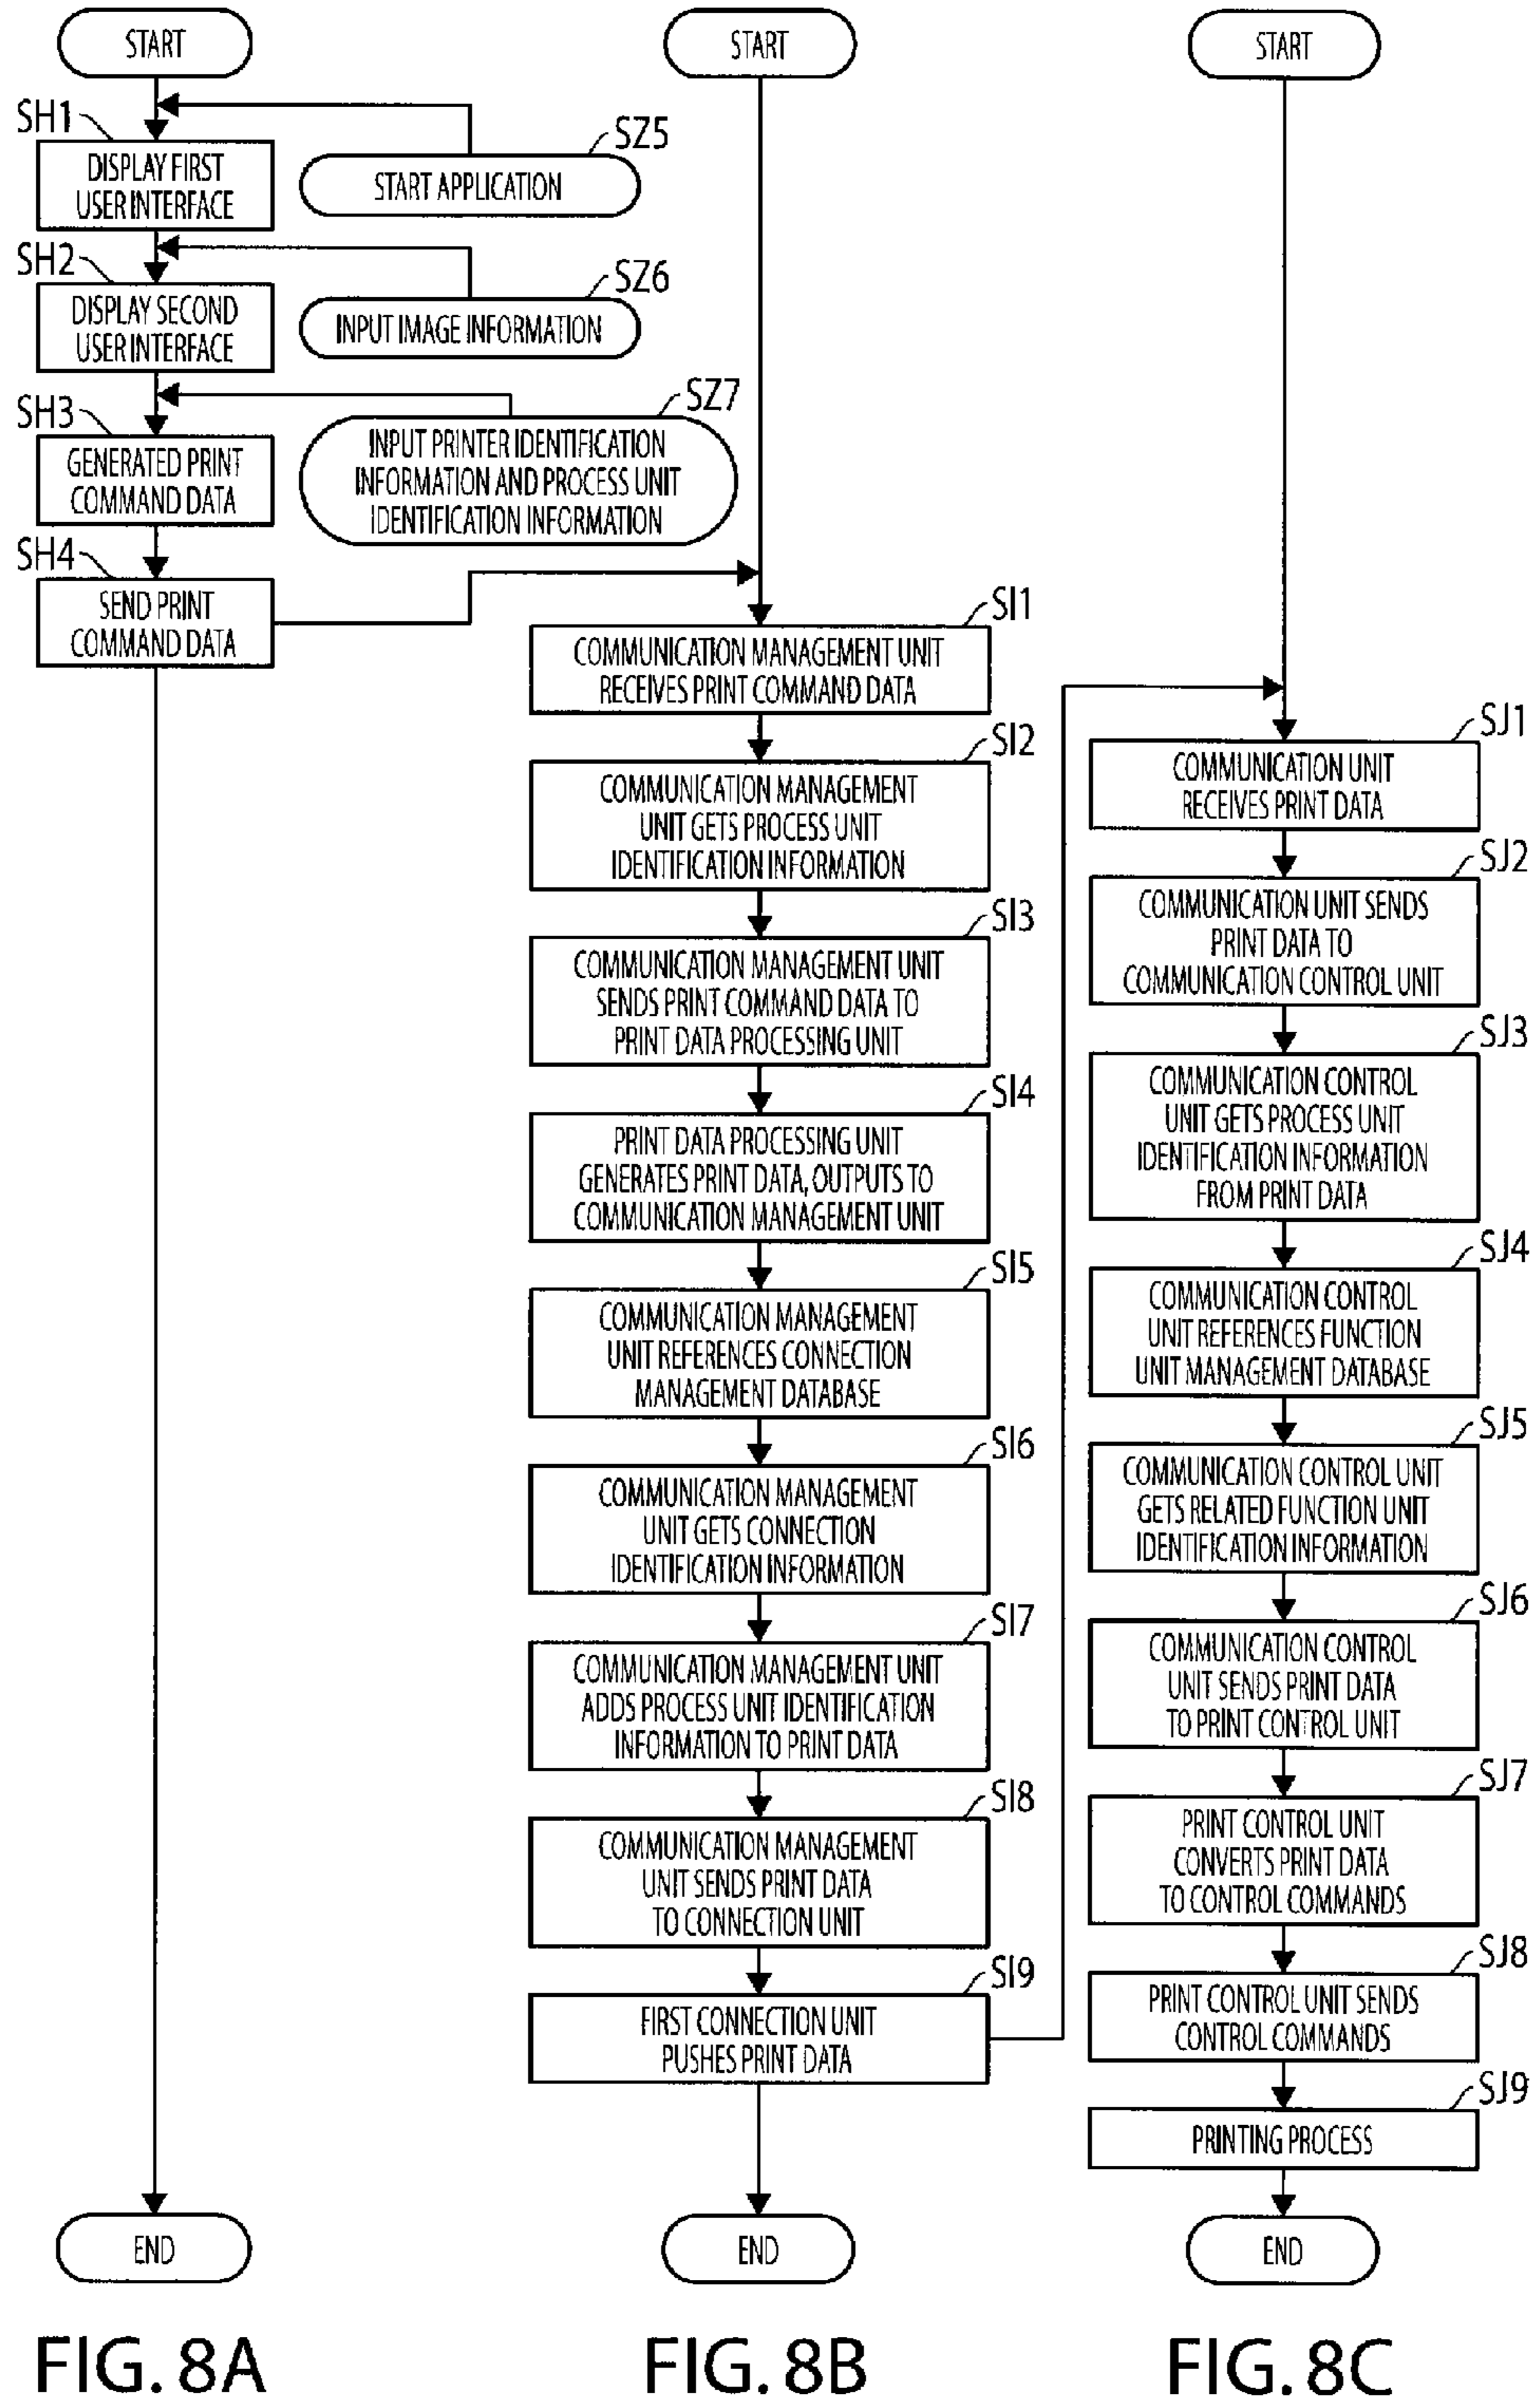 START
SH1
DISPLAY FIRST
USER INTERFACE
SZ5
START APPLICATION
SH2
DISPLAY SECOND
USER INTERFACE
SZ6
INPUT IMAGE INFORMATION
SH3
GENERATED PRINT
COMMAND DATA
SZ7
INPUT PRINTER IDENTIFICATION
INFORMATION AND PROCESS UNIT
IDENTIFICATION INFORMATION
SH4
SEND PRINT
COMMAND DATA
END
FIG. 8A
START
SI1
COMMUNICATION MANAGEMENT UNIT
RECEIVES PRINT COMMAND DATA
SI2
COMMUNICATION MANAGEMENT
UNIT GETS PROCESS UNIT
IDENTIFICATION INFORMATION
SI3
COMMUNICATION MANAGEMENT UNIT
SENDS PRINT COMMAND DATA TO
PRINT DATA PROCESSING UNIT
SI4
PRINT DATA PROCESSING UNIT
GENERATES PRINT DATA, OUTPUTS TO
COMMUNICATION MANAGEMENT UNIT
SI5
COMMUNICATION MANAGEMENT
UNIT REFERENCES CONNECTION
MANAGEMENT DATABASE
SI6
COMMUNICATION MANAGEMENT
UNIT GETS CONNECTION
IDENTIFICATION INFORMATION
SI7
COMMUNICATION MANAGEMENT UNIT
ADDS PROCESS UNIT IDENTIFICATION
INFORMATION TO PRINT DATA
SI8
COMMUNICATION MANAGEMENT
UNIT SENDS PRINT DATA
TO CONNECTION UNIT
SI9
FIRST CONNECTION UNIT
PUSHES PRINT DATA
END
FIG. 8B
START
SJ1
COMMUNICATION UNIT
RECEIVES PRINT DATA
SJ2
COMMUNICATION UNIT SENDS
PRINT DATA TO
COMMUNICATION CONTROL UNIT
SJ3
COMMUNICATION CONTROL
UNIT GETS PROCESS UNIT
IDENTIFICATION INFORMATION
FROM PRINT DATA
SJ4
COMMUNICATION CONTROL
UNIT REFERENCES FUNCTION
UNIT MANAGEMENT DATABASE
SJ5
COMMUNICATION CONTROL UNIT
GETS RELATED FUNCTION UNIT
IDENTIFICATION INFORMATION
SJ6
COMMUNICATION CONTROL
UNIT SENDS PRINT DATA
TO PRINT CONTROL UNIT
SJ7
PRINT CONTROL UNIT
CONVERTS PRINT DATA
TO CONTROL COMMANDS
SJ8
PRINT CONTROL UNIT SENDS
CONTROL COMMANDS
SJ9
PRINTING PROCESS
END
FIG. 8C